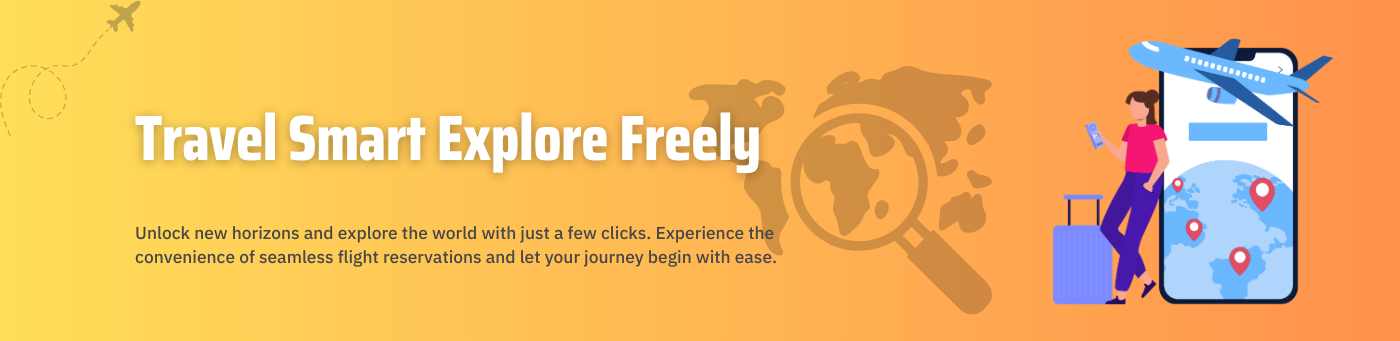 Travel Smart Explore Freely
Unlock new horizons and explore the world with just a few clicks. Experience the
convenience of seamless flight reservations and let your journey begin with ease.